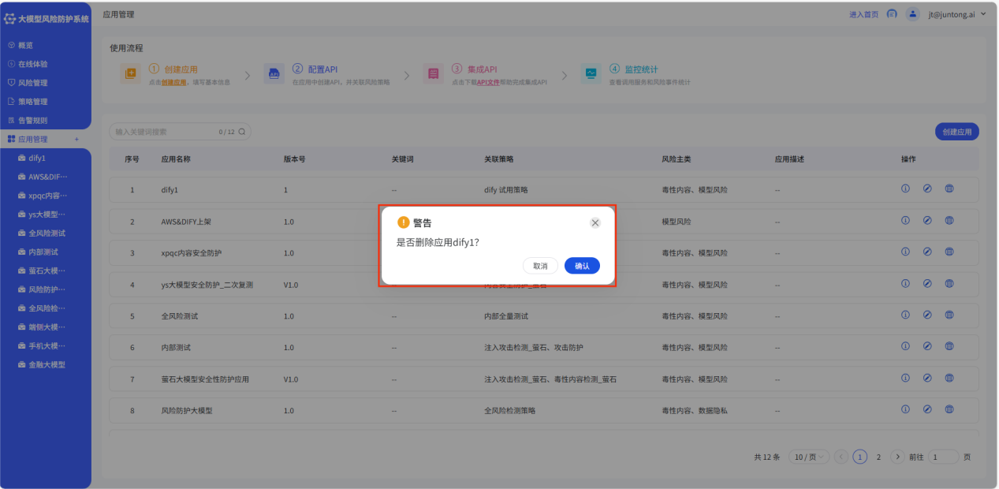 大模型风险防护系统
概览
在线体验
风险管理
策略管理
告警规则
应用管理 +
dify1
AWS&DIF···
xpqc内容···
ys大模型···
全风险测试
内部测试
萤石大模···
风险防护···
全风险检···
端侧大模···
手机大模···
金融大模型
应用管理
进入首页 jt@juntong.ai
使用流程
① 创建应用
点击创建应用，填写基本信息
② 配置API
在应用中创建API，并关联风险策略
③ 集成API
点击下载API文件帮助完成集成API
④ 监控统计
查看调用服务和风险事件统计
输入关键词搜索 0 / 12
创建应用
序号 应用名称 版本号 关键词 关联策略 风险主类 应用描述 操作
1 dify1 1 -- dify 试用策略 毒性内容、模型风险 --
2 AWS&DIFY上架 1.0 模型风险 --
3 xpqc内容安全防护 1.0 毒性内容、模型风险 --
4 ys大模型安全防护_二次复测 V1.0 内容安全防护_萤石 毒性内容、模型风险 --
5 全风险测试 1.0 -- 内部全量测试 毒性内容、模型风险 --
6 内部测试 1.0 -- 注入攻击检测_萤石、攻击防护 毒性内容、模型风险 --
7 萤石大模型安全性防护应用 V1.0 -- 注入攻击检测_萤石、毒性内容检测_萤石 毒性内容、模型风险 --
8 风险防护大模型 1.0 -- 全风险检测策略 毒性内容、数据隐私 --
警告
是否删除应用dify1?
取消 确认
共 12 条 10 / 页 1 2 前往 1 页